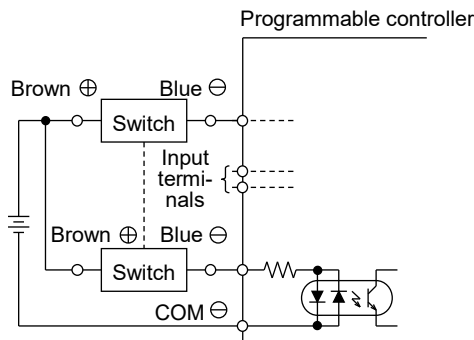 Programmable controller
Brown ⊕
Blue ⊖
Switch
Input
termi-
nals
Brown ⊕
Blue ⊖
Switch
COM ⊖